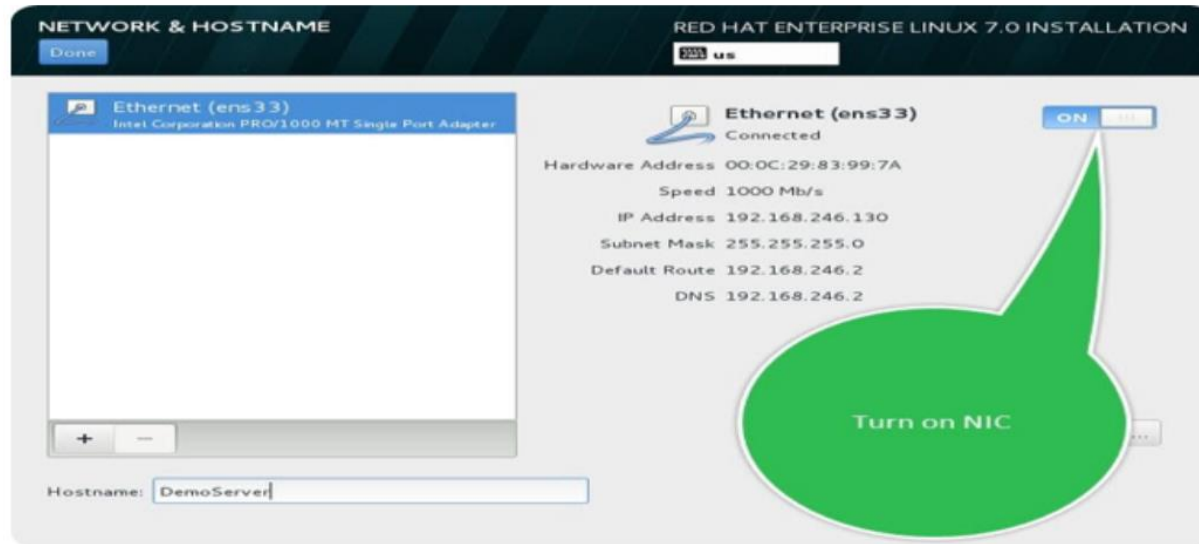 NETWORK & HOSTNAME
RED HAT ENTERPRISE LINUX 7.0 INSTALLATION
Done
us
Ethernet (ens33)
Intel Corporation PRO/1000 MT Single Port Adapter
Ethernet (ens33)
Connected
ON
Hardware Address 00:0C:29:83:99:7A
Speed 1000 Mb/s
IP Address 192.168.246.130
Subnet Mask 255.255.255.0
Default Route 192.168.246.2
DNS 192.168.246.2
Turn on NIC
...
+ −
Hostname: DemoServer